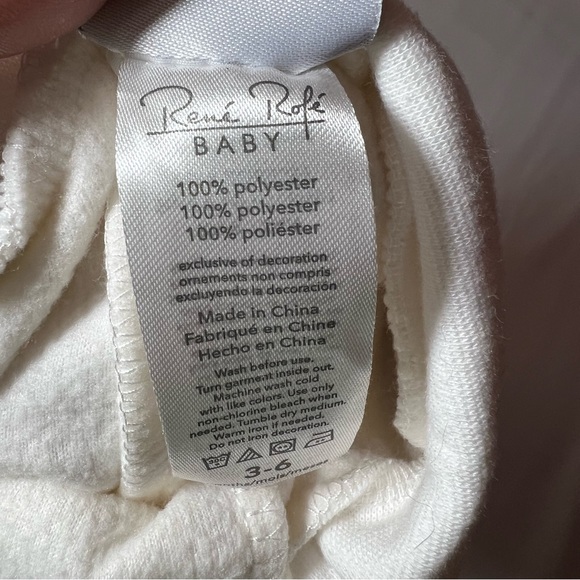 René Rofé
BABY
100% polyester
100% polyester
100% poliéster
exclusive of decoration
ornements non compris
excluyendo la decoración
Made in China
Fabriqué en Chine
Hecho en China
Wash before use.
Turn garment inside out.
Machine wash cold
with like colors. Use only
non-chlorine bleach when
needed. Tumble dry medium.
Warm iron if needed.
Do not iron decoration.
3-6
/mois/meses